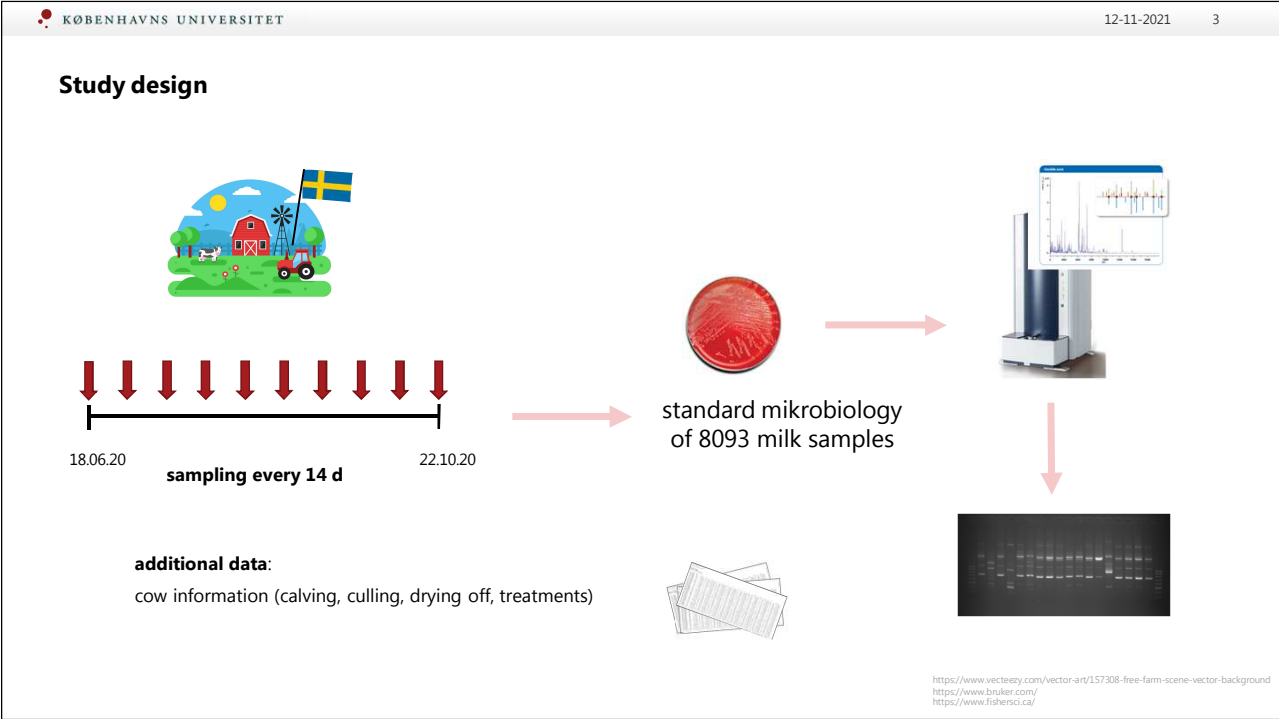 KØBENHAVNS UNIVERSITET
12-11-2021
3
Study design
18.06.20
22.10.20
sampling every 14 d
standard mikrobiology
of 8093 milk samples
additional data:
cow information (calving, culling, drying off, treatments)
https://www.vecteezy.com/vector-art/157308-free-farm-scene-vector-background
https://www.bruker.com/
https://www.fishersci.ca/